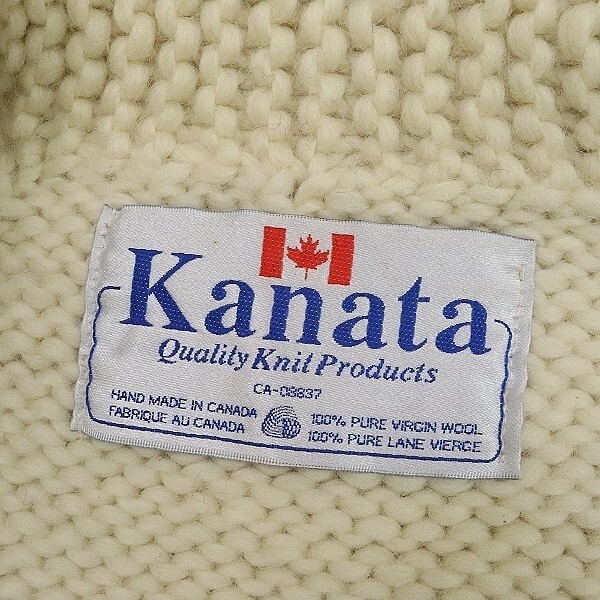 Kanata
Quality Knit Products
CA-08837
HAND MADE IN CANADA
FABRIQUE AU CANADA
100% PURE VIRGIN WOOL
100% PURE LANE VIERGE